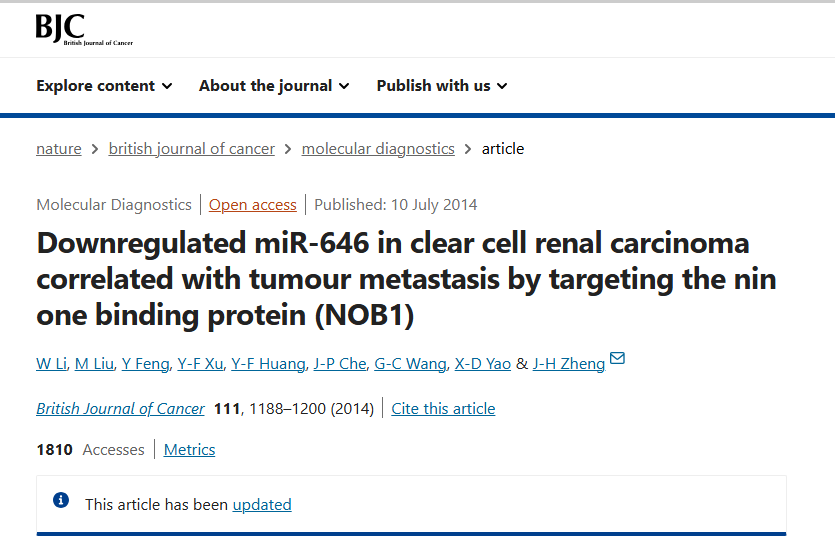 BJC
British Journal of Cancer
Explore content About the journal Publish with us
nature > british journal of cancer > molecular diagnostics > article
Molecular Diagnostics | Open access | Published: 10 July 2014
Downregulated miR-646 in clear cell renal carcinoma
correlated with tumour metastasis by targeting the nin
one binding protein (NOB1)
W Li, M Liu, Y Feng, Y-F Xu, Y-F Huang, J-P Che, G-C Wang, X-D Yao & J-H Zheng
British Journal of Cancer 111, 1188–1200 (2014) | Cite this article
1810 Accesses | Metrics
This article has been updated